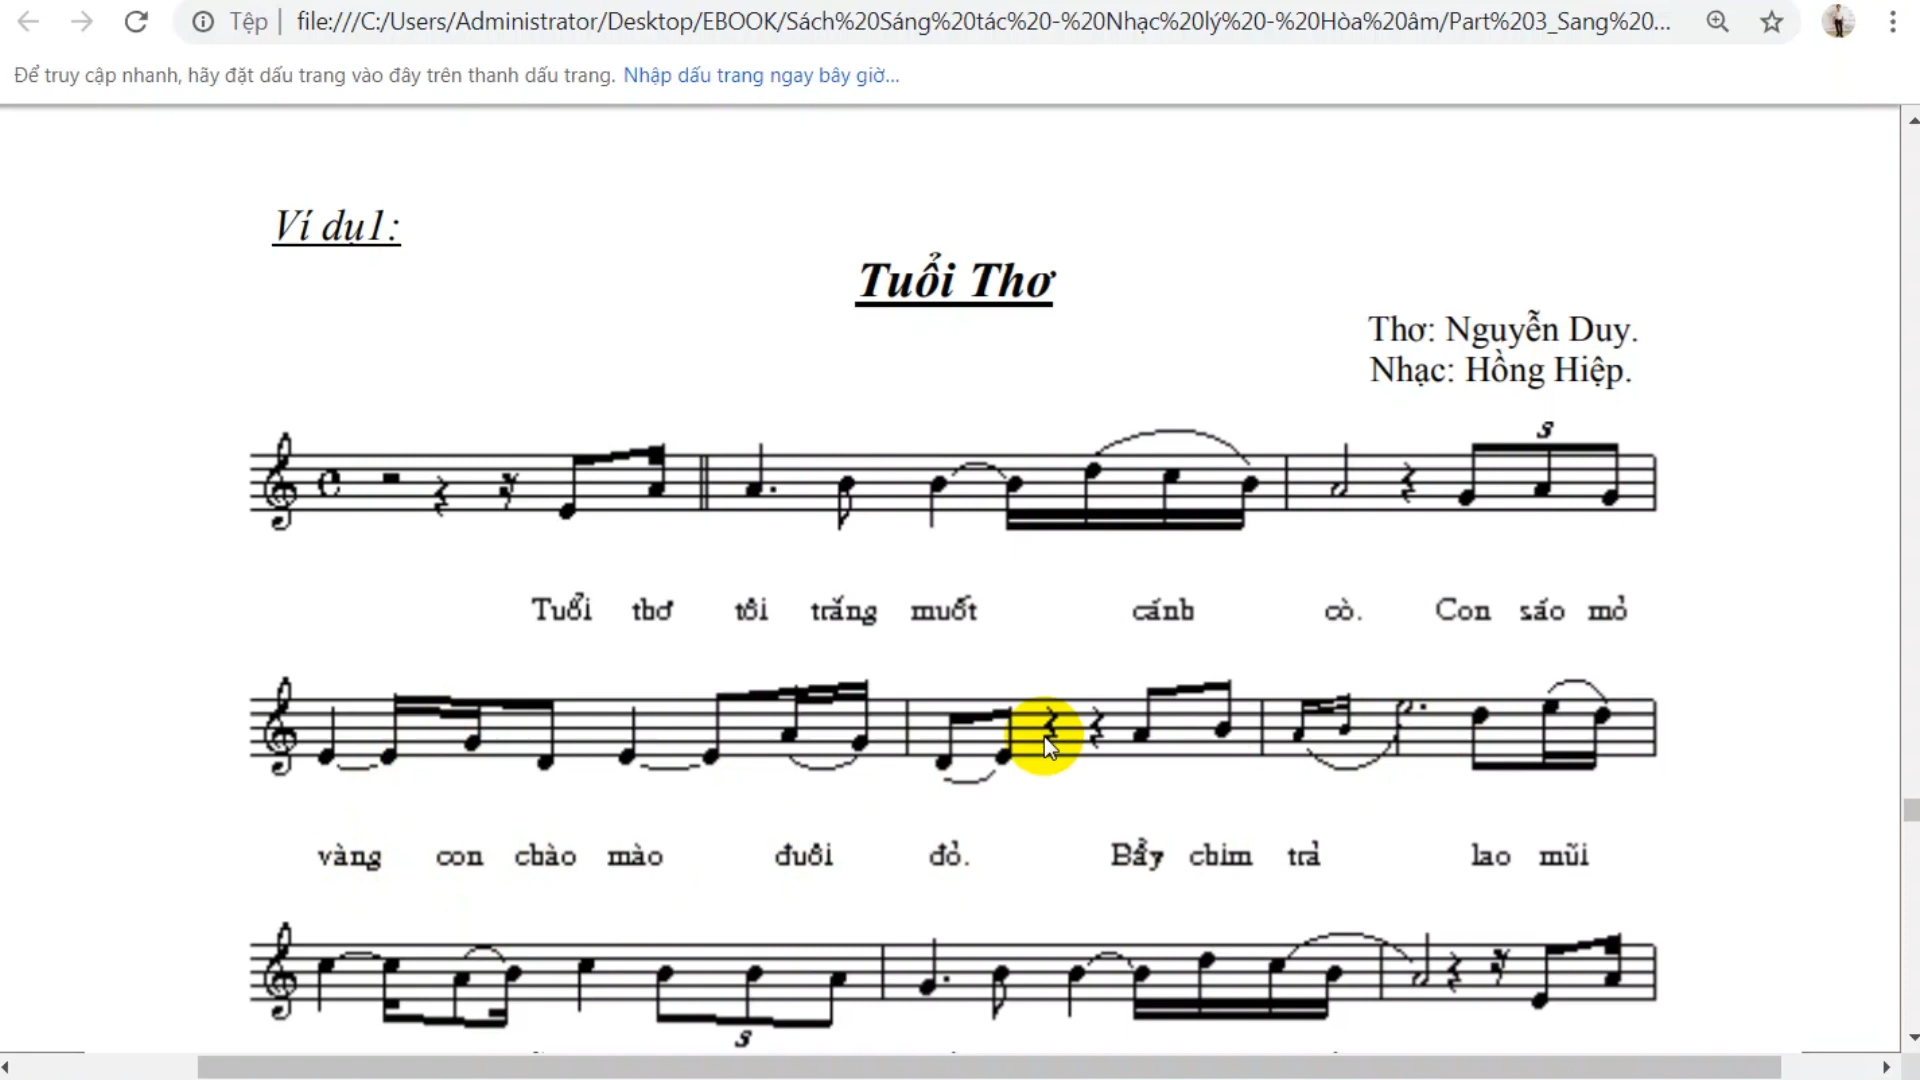 Tệp | file:///C:/Users/Administrator/Desktop/EBOOK/Sách%20Sáng%20tác%20-%20Nhạc%20lý%20-%20Hòa%20âm/Part%203_Sang%20...
Để truy cập nhanh, hãy đặt dấu trang vào đây trên thanh dấu trang. Nhập dấu trang ngay bây giờ...
Ví dụ1:
Tuổi Thơ
Thơ: Nguyễn Duy.
Nhạc: Hồng Hiệp.
3
Tuổi thơ tôi trắng muốt cánh cò. Con sáo mỏ
vàng con chào mào đuôi đỏ. Bầy chim trả lao mũi
3